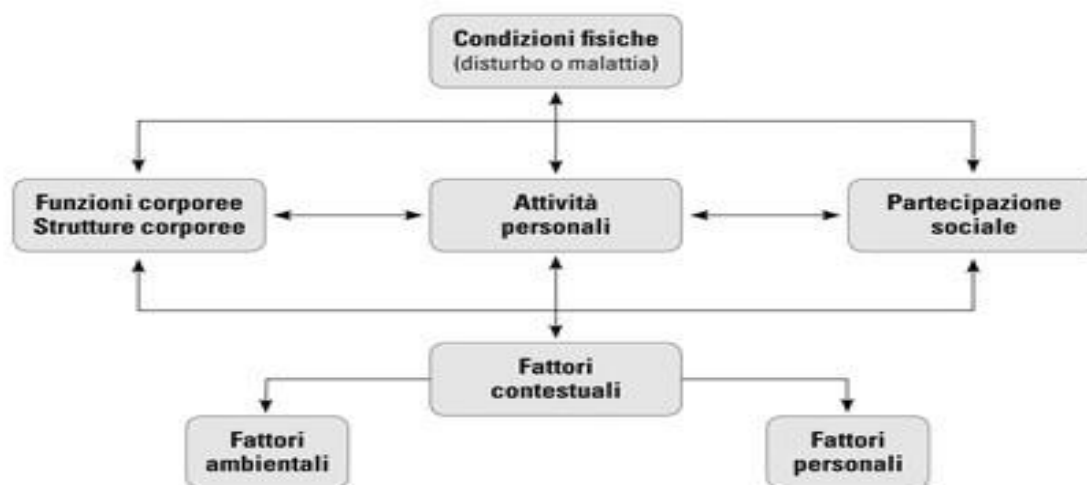 Condizioni fisiche
(disturbo o malattia)
Funzioni corporee
Strutture corporee
Attività
personali
Partecipazione
sociale
Fattori
contestuali
Fattori
ambientali
Fattori
personali